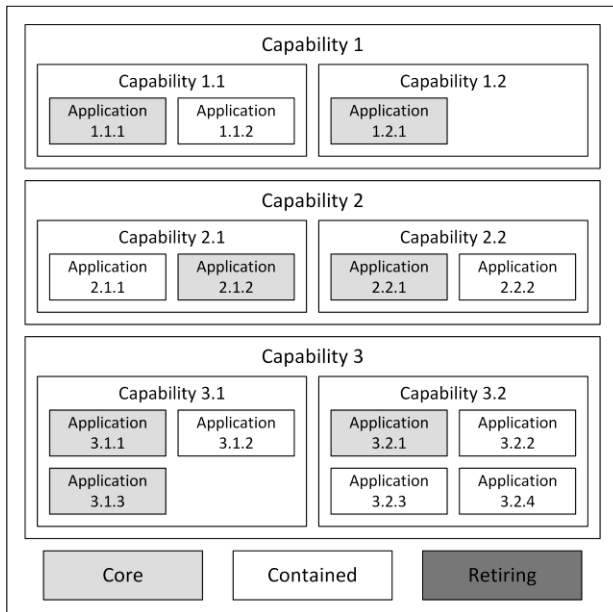 Capability 1
Capability 1.1
Capability 1.2
Application
1.1.1
Application
1.1.2
Application
1.2.1
Capability 2
Capability 2.1
Capability 2.2
Application
2.1.1
Application
2.1.2
Application
2.2.1
Application
2.2.2
Capability 3
Capability 3.1
Capability 3.2
Application
3.1.1
Application
3.1.2
Application
3.2.1
Application
3.2.2
Application
3.1.3
Application
3.2.3
Application
3.2.4
Core
Contained
Retiring